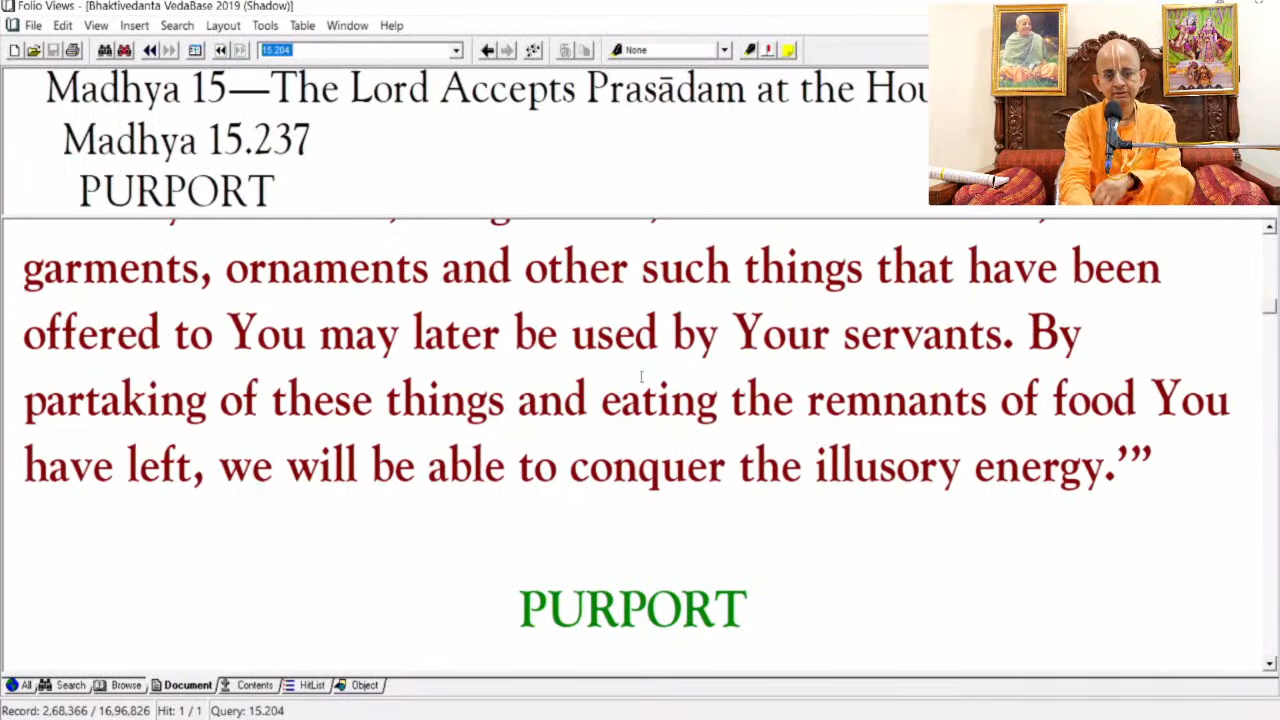 Folio Views - [Bhaktivedanta VedaBase 2019 (Shadow)]
File Edit View Insert Search Layout Tools Table Window Help
15.204 None
Madhya 15—The Lord Accepts Prasādam at the Hou
Madhya 15.237
PURPORT
garments, ornaments and other such things that have been
offered to You may later be used by Your servants. By
partaking of these things and eating the remnants of food You
have left, we will be able to conquer the illusory energy.’”
PURPORT
All Search Browse Document Contents HitList Object
Record: 2,68,366 / 16,96,826 Hit: 1 / 1 Query: 15.204